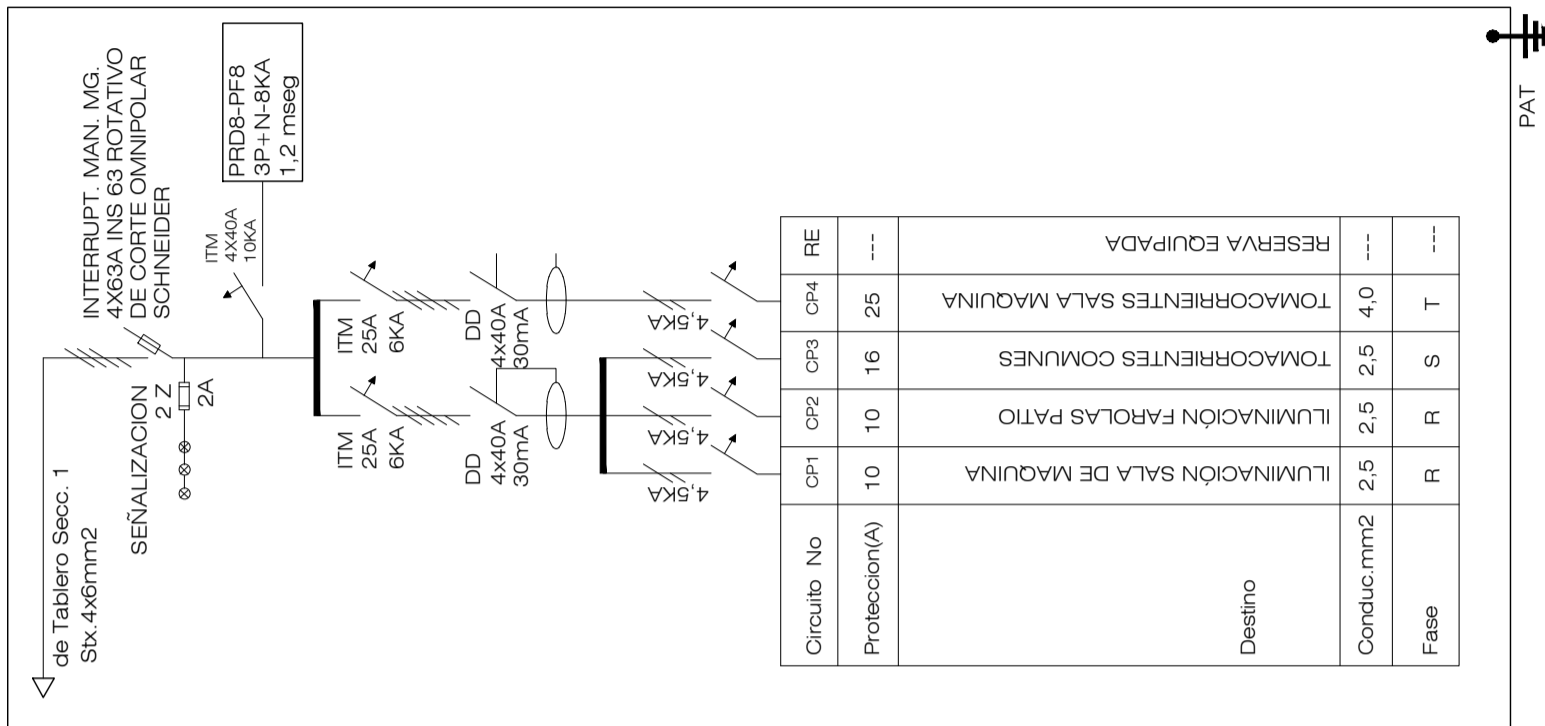 de Tablero Secc. 1
Stx.4x6mm2
SEÑALIZACION
2 Z
2A
INTERRUPT. MAN. MG.
4X63A INS 63 ROTATIVO
DE CORTE OMNIPOLAR
SCHNEIDER
ITM
4X40A
10KA
PRD8-PF8
3P+N-8KA
1,2 mseg
ITM
25A
6KA
ITM
25A
6KA
DD
4x40A
30mA
DD
4x40A
30mA
4,5KA
4,5KA
4,5KA
4,5KA
Circuito No CP1 CP2 CP3 CP4 RE
Proteccion(A) 10 10 16 25 ---
Destino
ILUMINACIÓN SALA DE MAQUINA
ILUMINACIÓN FAROLAS PATIO
TOMACORRIENTES COMUNES
TOMACORRIENTES SALA MAQUINA
RESERVA EQUIPADA
Conduc.mm2 2,5 2,5 2,5 4,0 ---
Fase R R S T ---
PAT